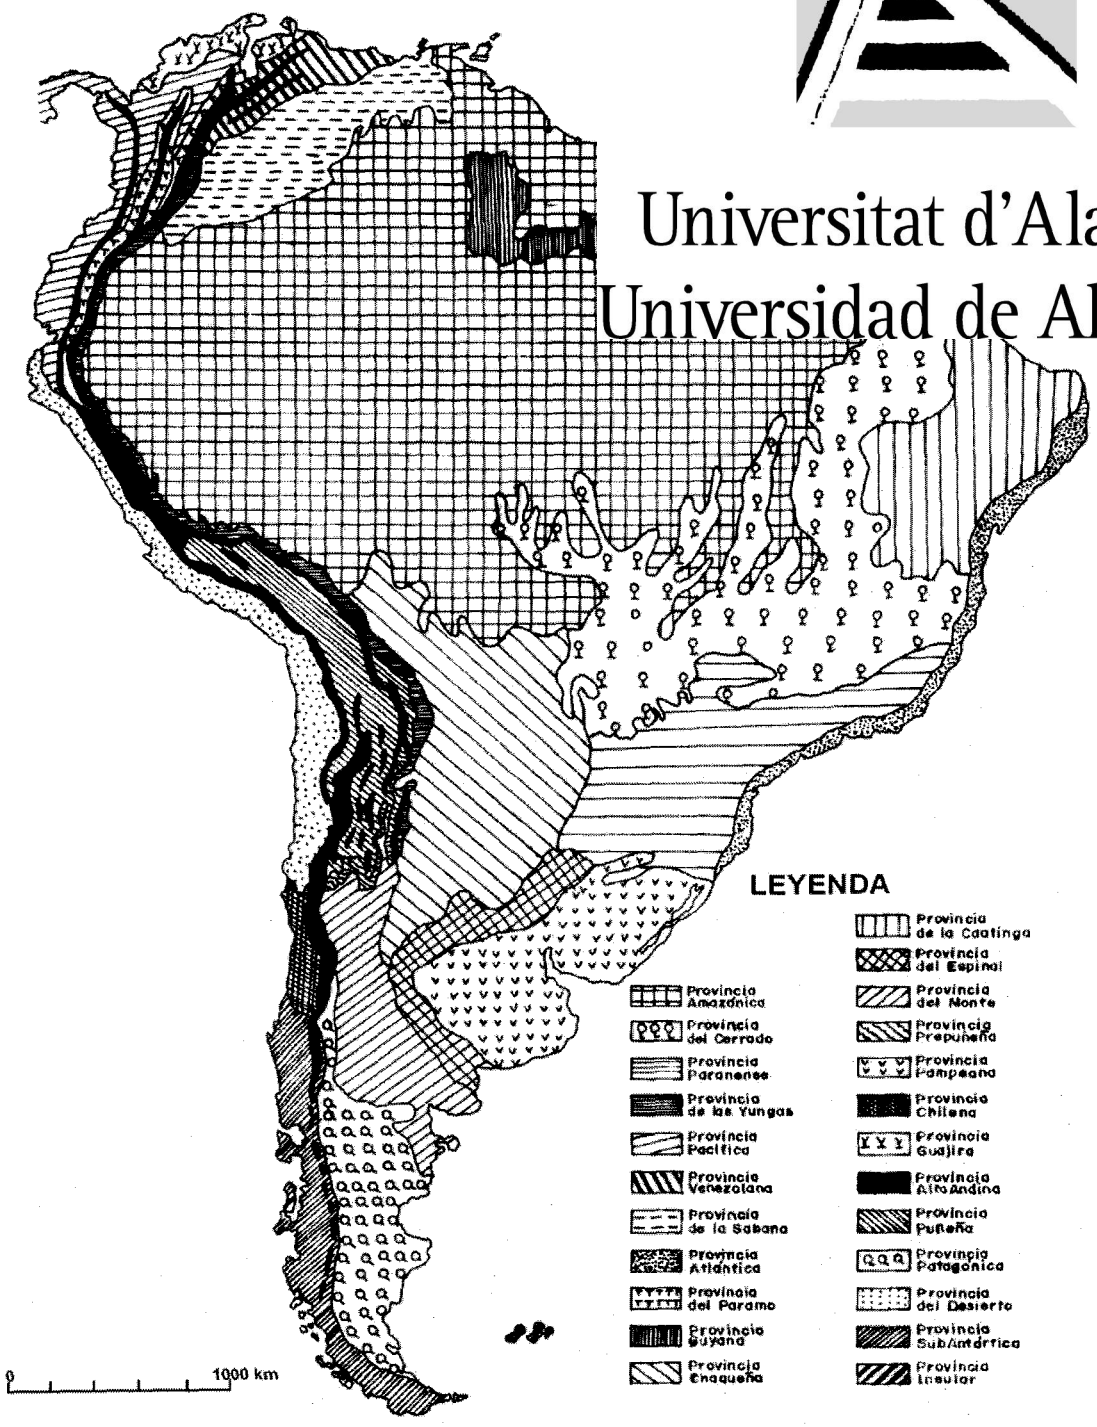 Universitat d'Ala
Universidad de Al
LEYENDA
Provincia
Amazónica
Provincia
del Cerrado
Provincia
Paranense
Provincia
de las Yungas
Provincia
Pacifica
Provincia
Venezolana
Provincia
de la Sabana
Provincia
Atlántica
Provincia
del Paramo
Provincia
Guyana
Provincia
Chaqueña
Provincia
de la Caatinga
Provincia
del Espinal
Provincia
del Monte
Provincia
Prepuneña
Provincia
Pampeana
Provincia
Chilena
Provincia
Guajira
Provincia
AltoAndina
Provincia
Puñeña
Provincia
Patagonica
Provincia
del Desierto
Provincia
SubAntártica
Provincia
Insular
0
1000 km